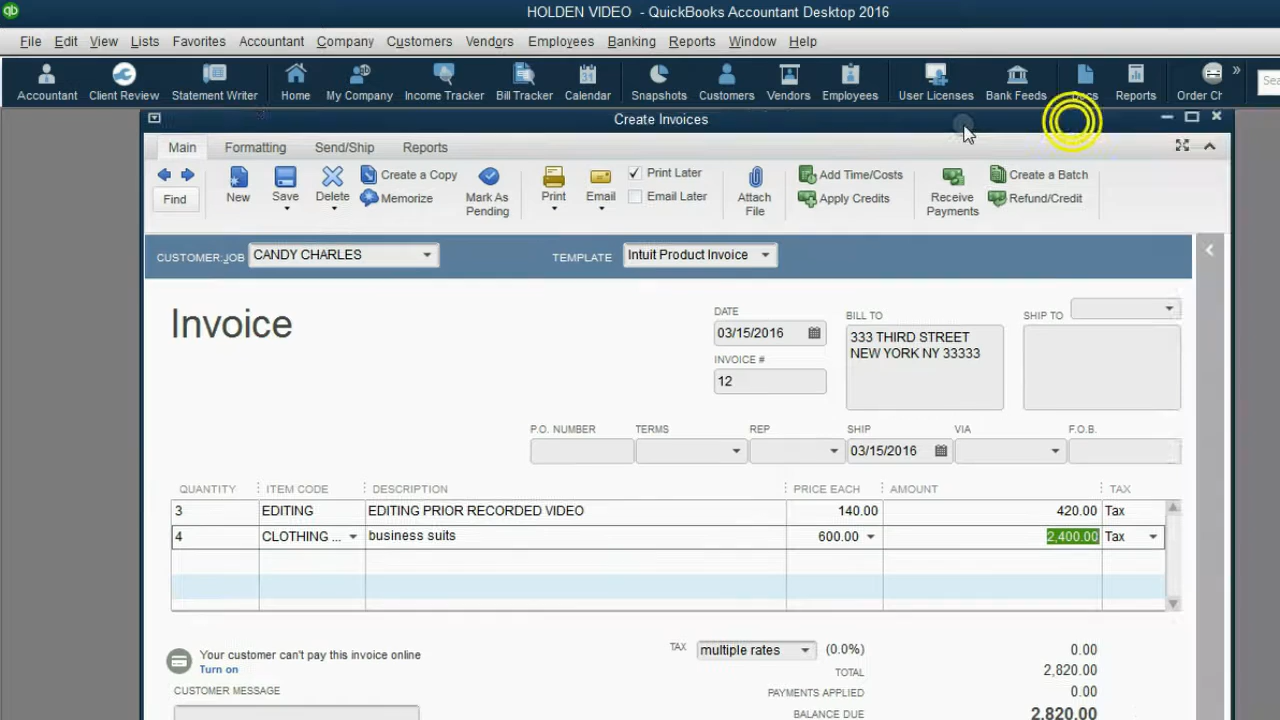 qb
HOLDEN VIDEO - QuickBooks Accountant Desktop 2016
File Edit View Lists Favorites Accountant Company Customers Vendors Employees Banking Reports Window Help
Accountant Client Review Statement Writer Home My Company Income Tracker Bill Tracker Calendar Snapshots Customers Vendors Employees User Licenses Bank Feeds Docs Reports Order Ch » Sea
Create Invoices
Main Formatting Send/Ship Reports
Find New Save Delete Create a Copy Memorize Mark As Pending Print Email Print Later Email Later Attach File Add Time/Costs Apply Credits Receive Payments Create a Batch Refund/Credit
CUSTOMER:JOB CANDY CHARLES TEMPLATE Intuit Product Invoice
Invoice
DATE BILL TO SHIP TO
03/15/2016
333 THIRD STREET
NEW YORK NY 33333
INVOICE #
12
P.O. NUMBER TERMS REP SHIP VIA F.O.B.
03/15/2016
QUANTITY ITEM CODE DESCRIPTION PRICE EACH AMOUNT TAX
3 EDITING EDITING PRIOR RECORDED VIDEO 140.00 420.00 Tax
4 CLOTHING ... business suits 600.00 2,400.00 Tax
Your customer can't pay this invoice online
Turn on
TAX multiple rates (0.0%) 0.00
TOTAL 2,820.00
CUSTOMER MESSAGE
PAYMENTS APPLIED 0.00
BALANCE DUE 2,820.00